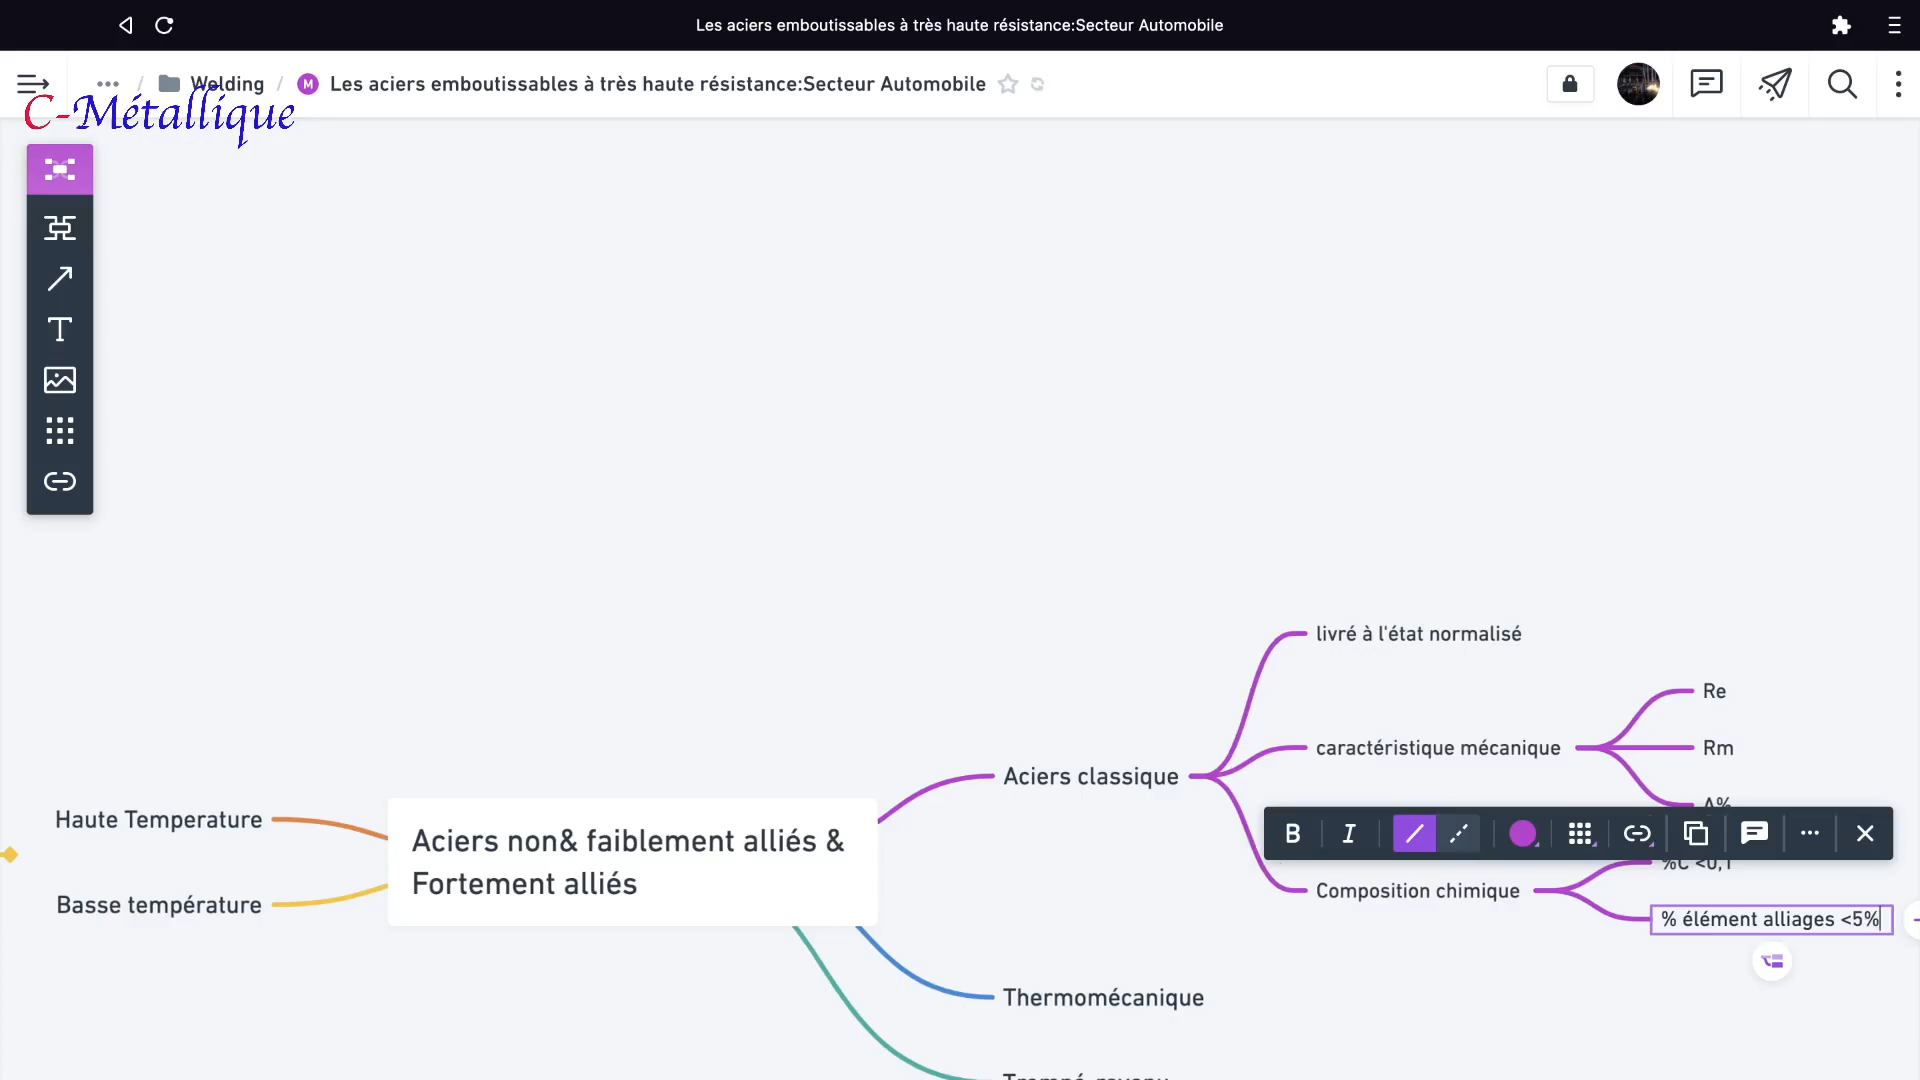 Les aciers emboutissables à très haute résistance:Secteur Automobile
Welding / M Les aciers emboutissables à très haute résistance:Secteur Automobile
C-Métallique
livré à l'état normalisé
Re
caractéristique mécanique
Rm
Aciers classique
A%
Haute Temperature
Aciers non& faiblement alliés &
Fortement alliés
B I
%C <0,1
Composition chimique
Basse température
% élément alliages <5%
Thermomécanique